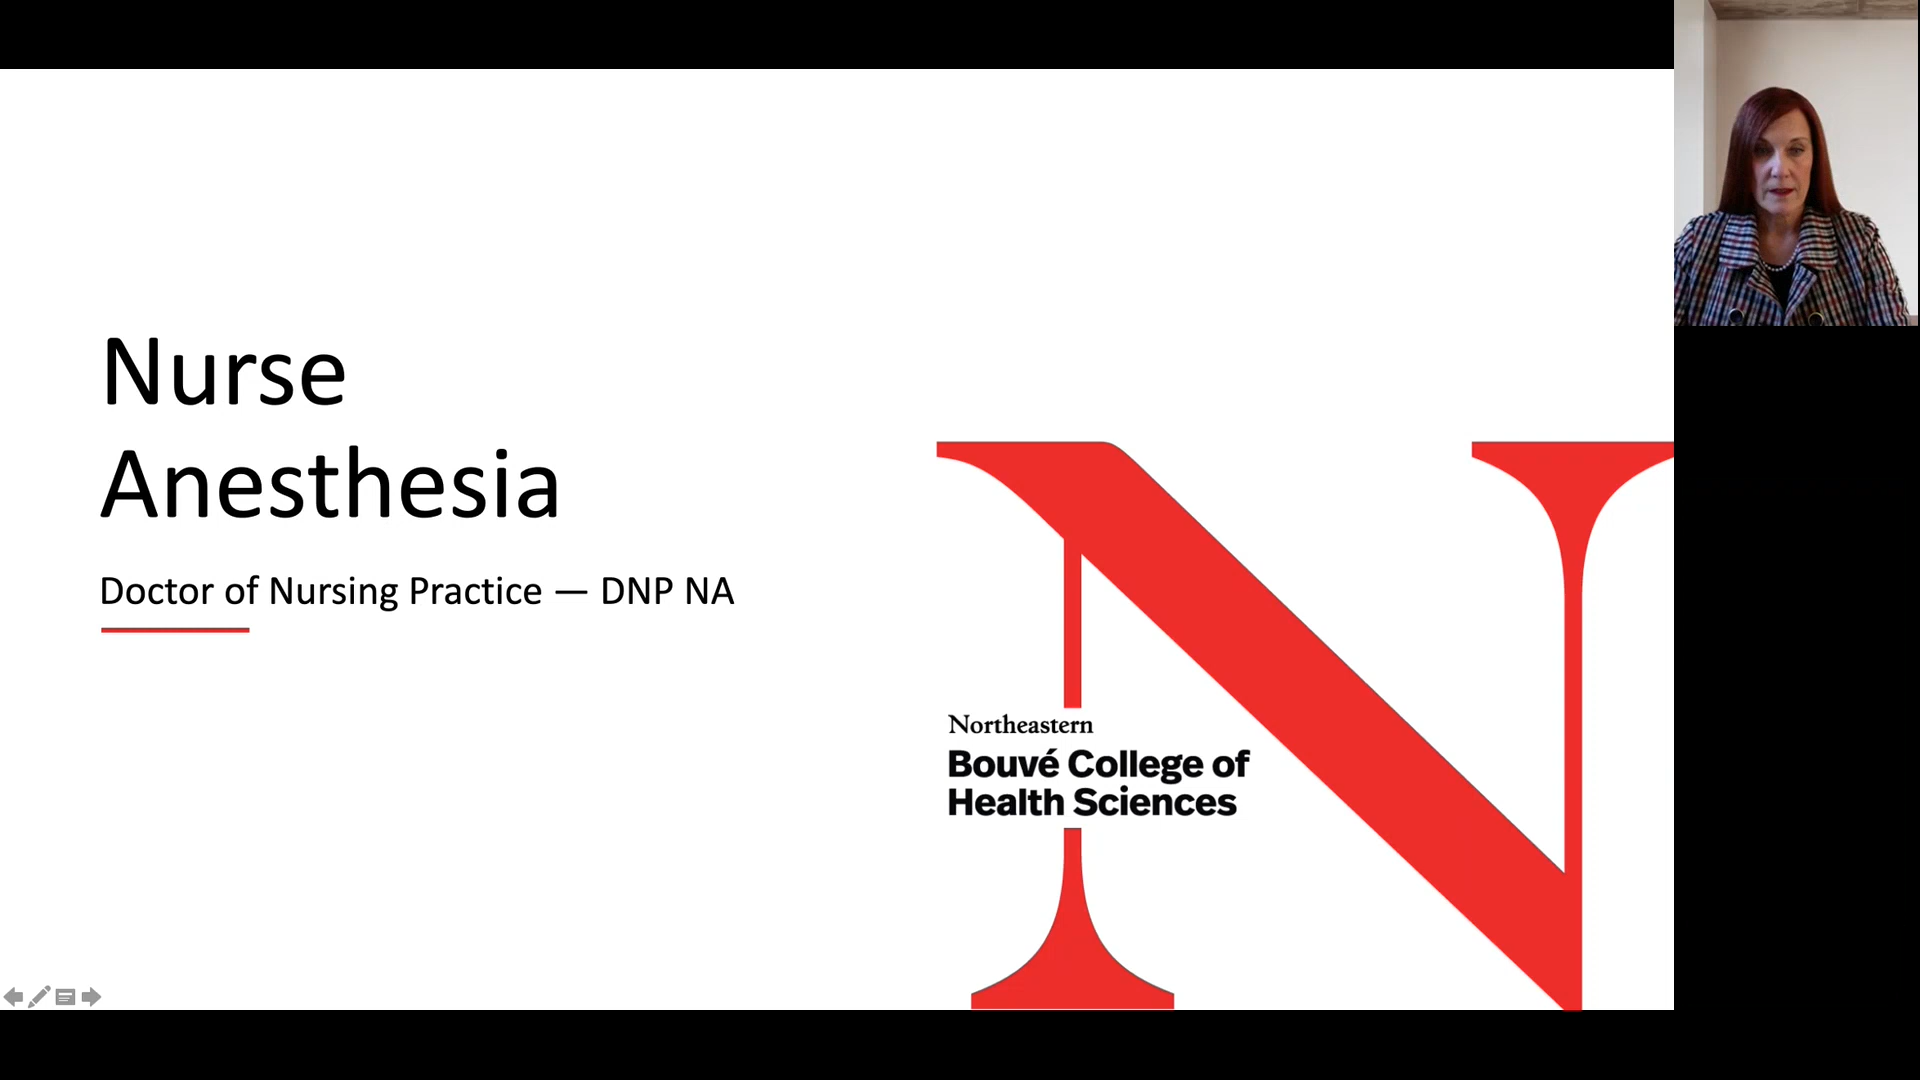 Nurse
Anesthesia
Doctor of Nursing Practice — DNP NA
Northeastern
Bouvé College of
Health Sciences